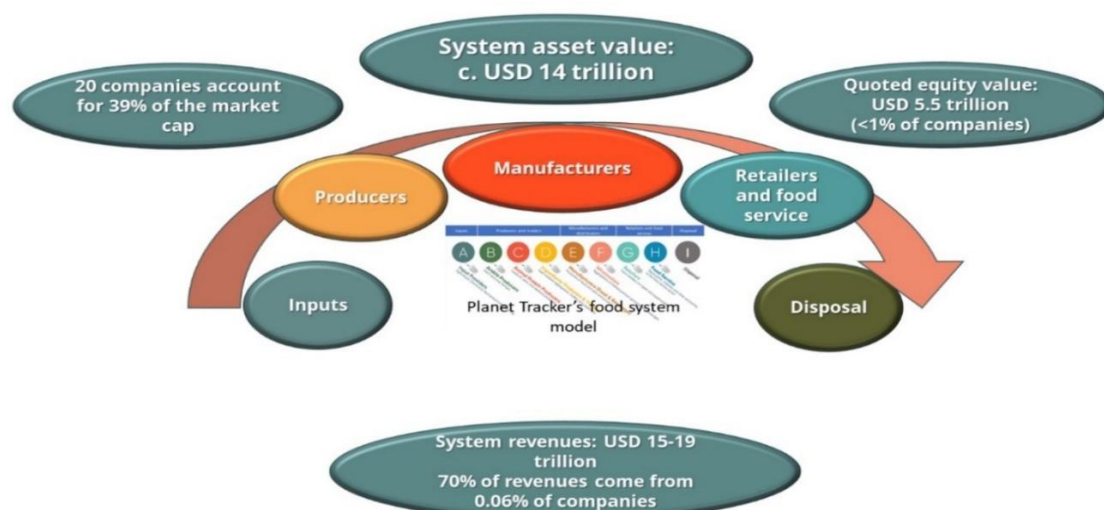 System asset value:
c. USD 14 trillion
20 companies account
for 39% of the market
cap
Quoted equity value:
USD 5.5 trillion
(<1% of companies)
Manufacturers
Producers
Retailers
and food
service
Inputs
Disposal
Inputs
A B C D E F G H I
Disposal
Planet Tracker's food system
model
System revenues: USD 15-19
trillion
70% of revenues come from
0.06% of companies